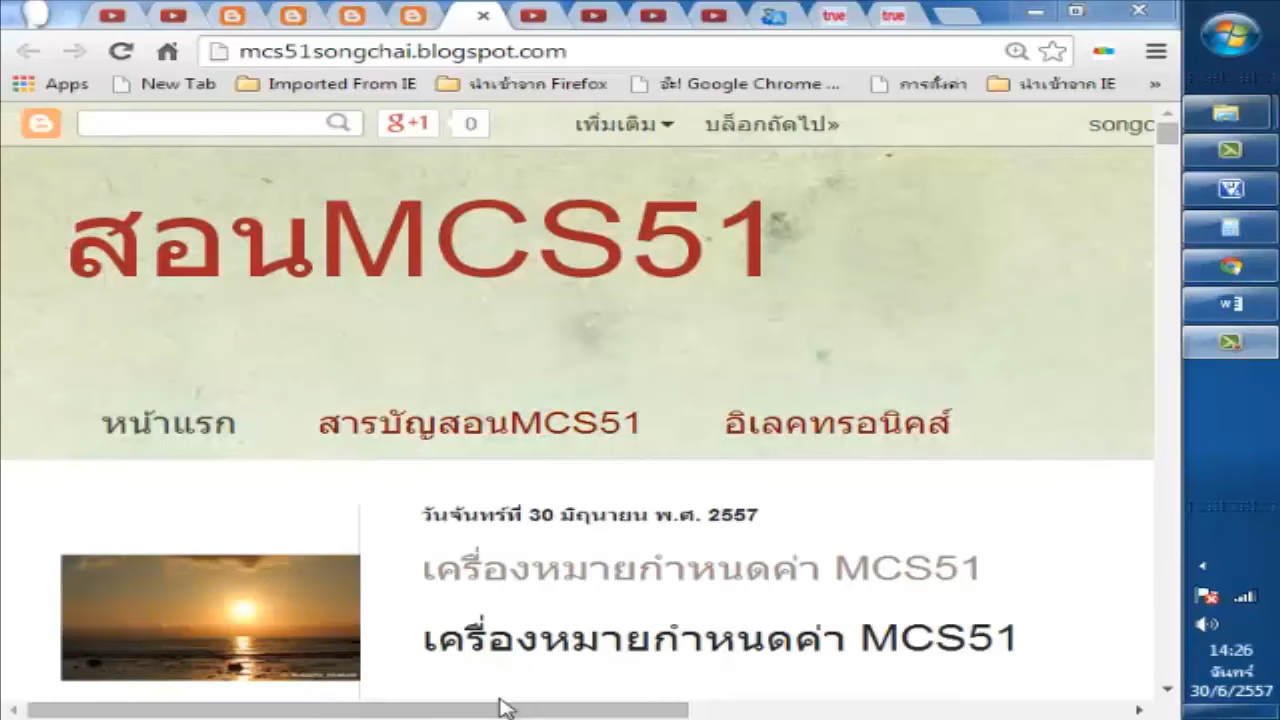 true
true
mcs51songchai.blogspot.com
Apps
New Tab
Imported From IE
นำเข้าจาก Firefox
อ๊ะ! Google Chrome ...
การตั้งค่า
นำเข้าจาก IE
»
g+1
0
เพิ่มเติม
บล็อกถัดไป»
songc
สอนMCS51
หน้าแรก
สารบัญสอนMCS51
อิเลคทรอนิคส์
วันจันทร์ที่ 30 มิถุนายน พ.ศ. 2557
เครื่องหมายกำหนดค่า MCS51
เครื่องหมายกำหนดค่า MCS51
14:26
จันทร์
30/6/2557